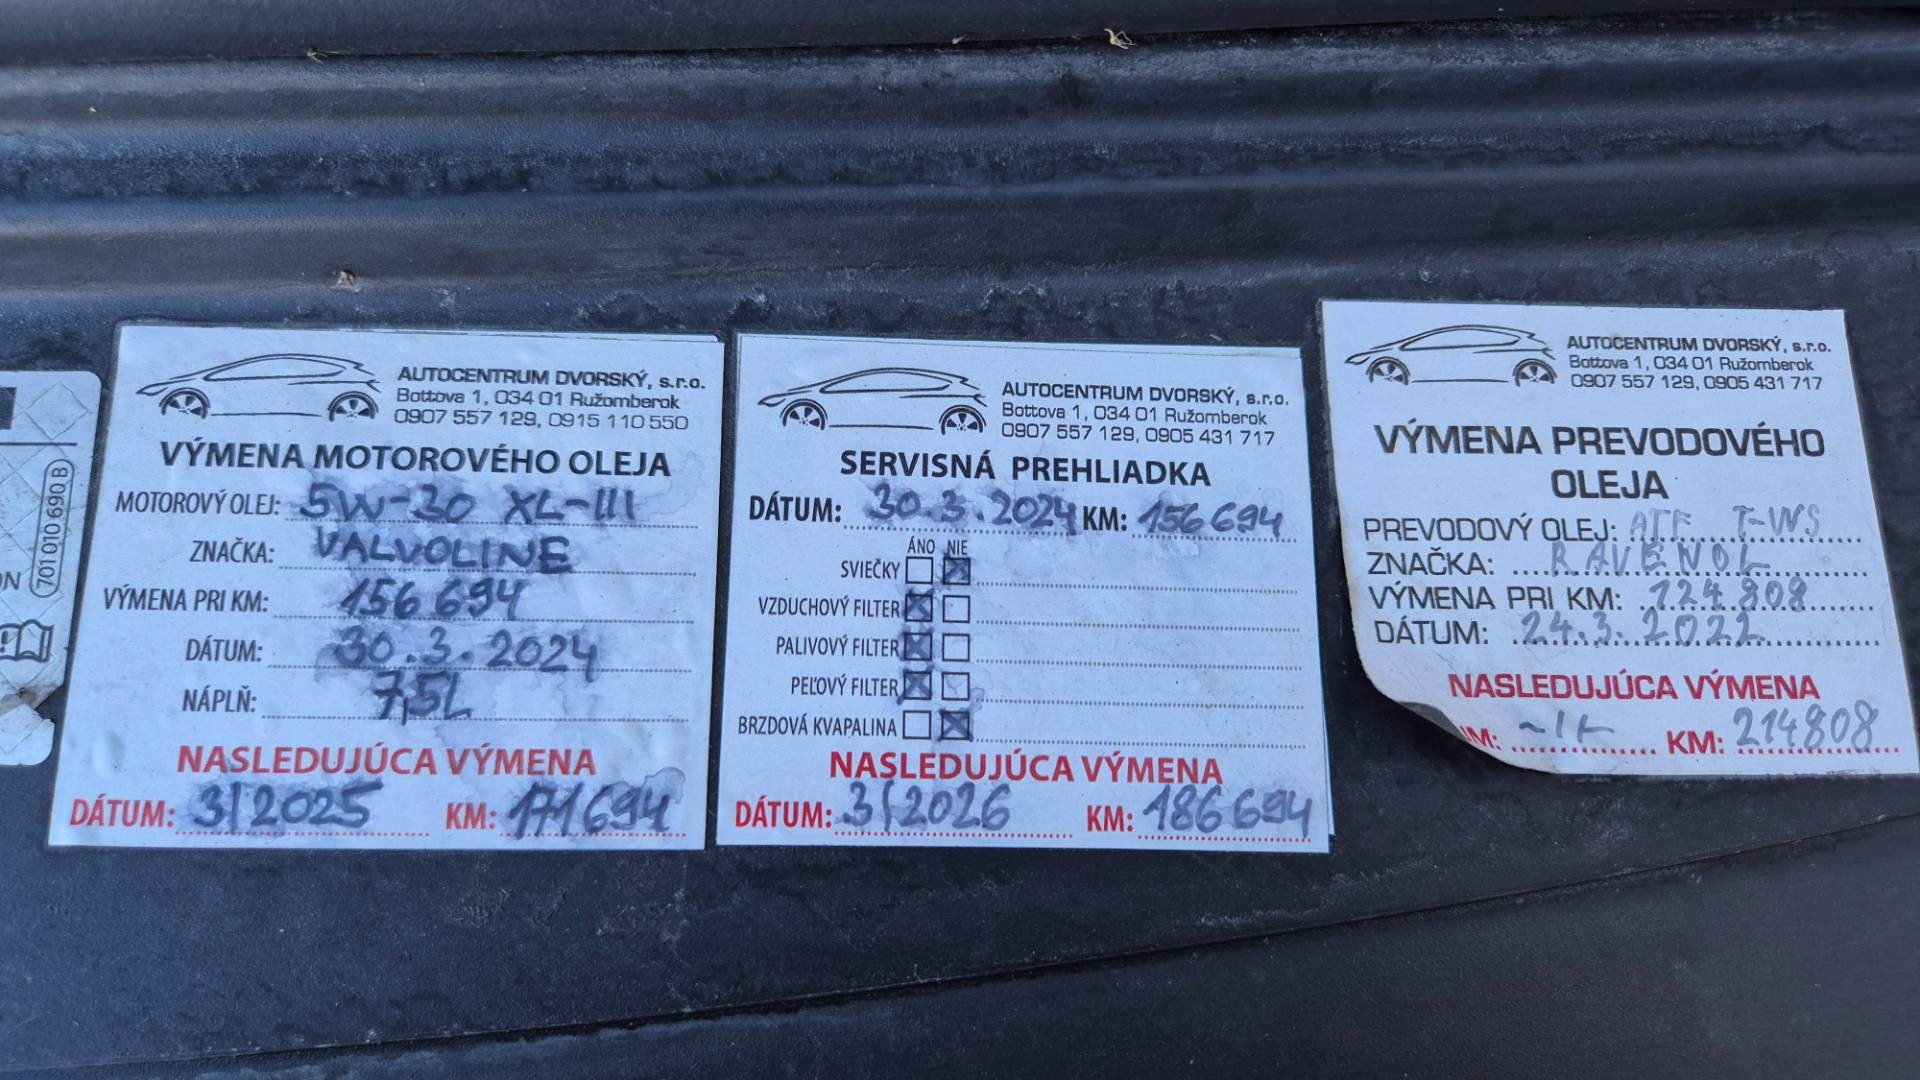 ON
701 010 690 B
AUTOCENTRUM DVORSKÝ, s.r.o.
Bottova 1, 034 01 Ružomberok
0907 557 129, 0915 110 550
VÝMENA MOTOROVÉHO OLEJA
MOTOROVÝ OLEJ: 5W-30 XL-III
ZNAČKA: VALVOLINE
VÝMENA PRI KM: 156 694
DÁTUM: 30.3.2024
NÁPLŇ: 7,5L
NASLEDUJÚCA VÝMENA
DÁTUM: 3/2025 KM: 171694
AUTOCENTRUM DVORSKÝ, s.r.o.
Bottova 1, 034 01 Ružomberok
0907 557 129, 0905 431 717
SERVISNÁ PREHLIADKA
DÁTUM: 30.3.2024 KM: 156694
ÁNO NIE
SVIEČKY
VZDUCHOVÝ FILTER
PALIVOVÝ FILTER
PEĽOVÝ FILTER
BRZDOVÁ KVAPALINA
NASLEDUJÚCA VÝMENA
DÁTUM: 3/2026 KM: 186694
AUTOCENTRUM DVORSKÝ, s.r.o.
Bottova 1, 034 01 Ružomberok
0907 557 129, 0905 431 717
VÝMENA PREVODOVÉHO
OLEJA
PREVODOVÝ OLEJ: ATF T-WS
ZNAČKA: RAVENOL
VÝMENA PRI KM: 124 808
DÁTUM: 24.3.2022
NASLEDUJÚCA VÝMENA
UM: KM: 214808